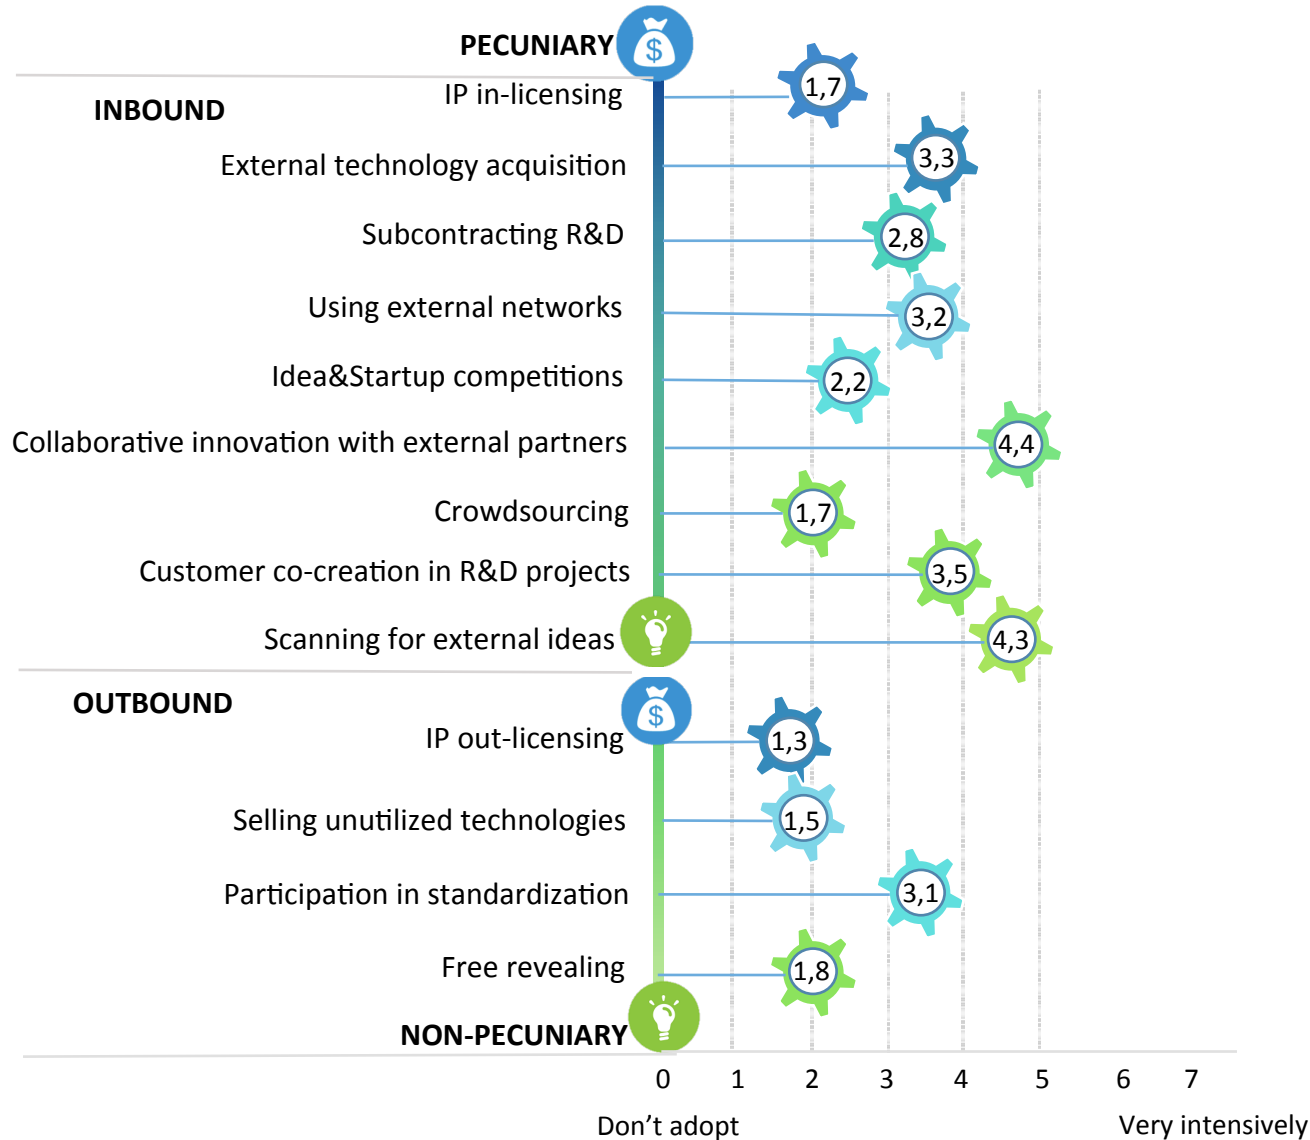 PECUNIARY
$
INBOUND
IP in-licensing
1,7
External technology acquisition
3,3
Subcontracting R&D
2,8
Using external networks
3,2
Idea&Startup competitions
2,2
Collaborative innovation with external partners
4,4
Crowdsourcing
1,7
Customer co-creation in R&D projects
3,5
Scanning for external ideas
4,3
OUTBOUND
$
IP out-licensing
1,3
Selling unutilized technologies
1,5
Participation in standardization
3,1
Free revealing
1,8
NON-PECUNIARY
0 1 2 3 4 5 6 7
Don't adopt Very intensively